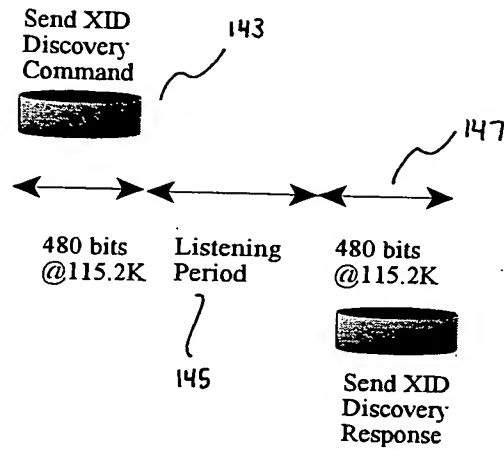 Send XID
Discovery
Command
143
147
480 bits
@115.2K
Listening
Period
480 bits
@115.2K
145
Send XID
Discovery
Response